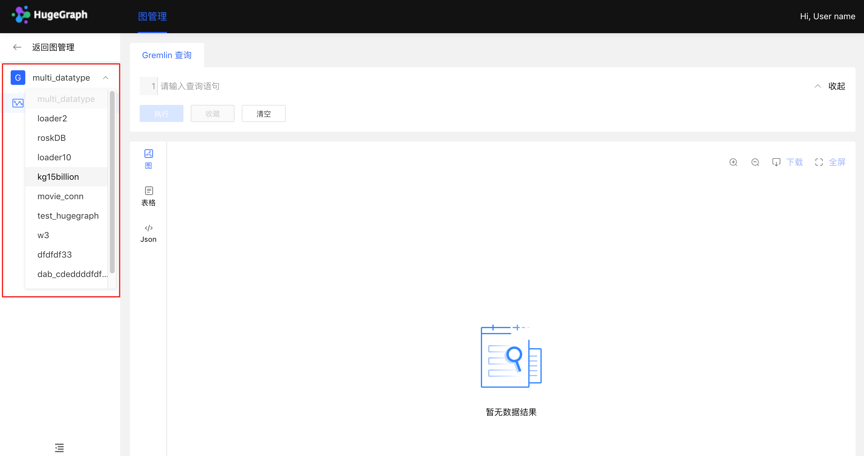 HugeGraph
图管理
Hi, User name
返回图管理
G
multi_datatype
multi_datatype
loader2
roskDB
loader10
kg15billion
movie_conn
test_hugegraph
w3
dfdfdf33
dab_cdeddddfdf...
Gremlin 查询
1 请输入查询语句
收起
执行
收藏
清空
图
表格
Json
下载
全屏
暂无数据结果